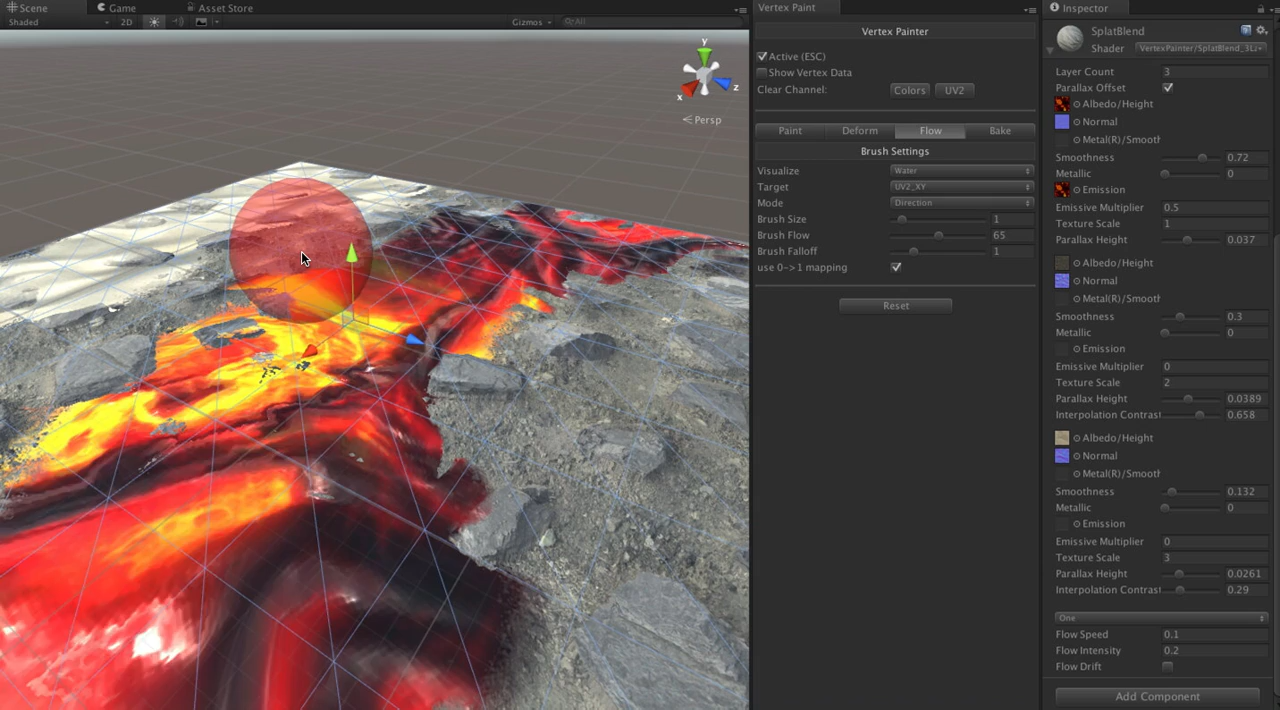 Scene
Game
Asset Store
Shaded
2D
Gizmos
All
y
x
z
Persp
Vertex Paint
Vertex Painter
Active (ESC)
Show Vertex Data
Clear Channel:
Colors
UV2
Paint
Deform
Flow
Bake
Brush Settings
Visualize
Water
Target
UV2_XY
Mode
Direction
Brush Size
1
Brush Flow
65
Brush Falloff
1
use 0->1 mapping
Reset
Inspector
SplatBlend
Shader
VertexPainter/SplatBlend_3La
Layer Count
3
Parallax Offset
Albedo/Height
Normal
Metal(R)/Smooth
Smoothness
0.72
Metallic
0
Emission
Emissive Multiplier
0.5
Texture Scale
1
Parallax Height
0.037
Albedo/Height
Normal
Metal(R)/Smooth
Smoothness
0.3
Metallic
0
Emission
Emissive Multiplier
0
Texture Scale
2
Parallax Height
0.0389
Interpolation Contrast
0.658
Albedo/Height
Normal
Metal(R)/Smooth
Smoothness
0.132
Metallic
0
Emission
Emissive Multiplier
0
Texture Scale
3
Parallax Height
0.0261
Interpolation Contrast
0.29
One
Flow Speed
0.1
Flow Intensity
0.2
Flow Drift
Add Component